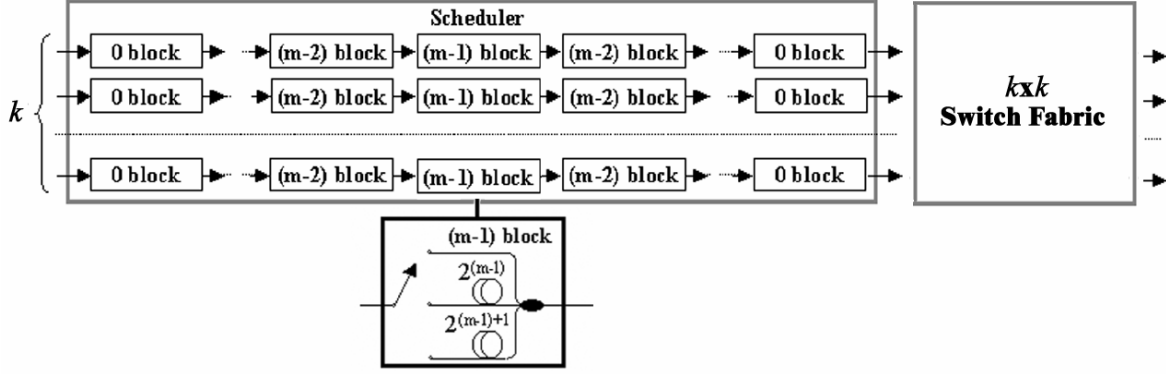 Scheduler
0 block (m-2) block (m-1) block (m-2) block 0 block
0 block (m-2) block (m-1) block (m-2) block 0 block
k
kxk
Switch Fabric
0 block (m-2) block (m-1) block (m-2) block 0 block
(m-1) block
2^(m-1)
2^(m-1)+1